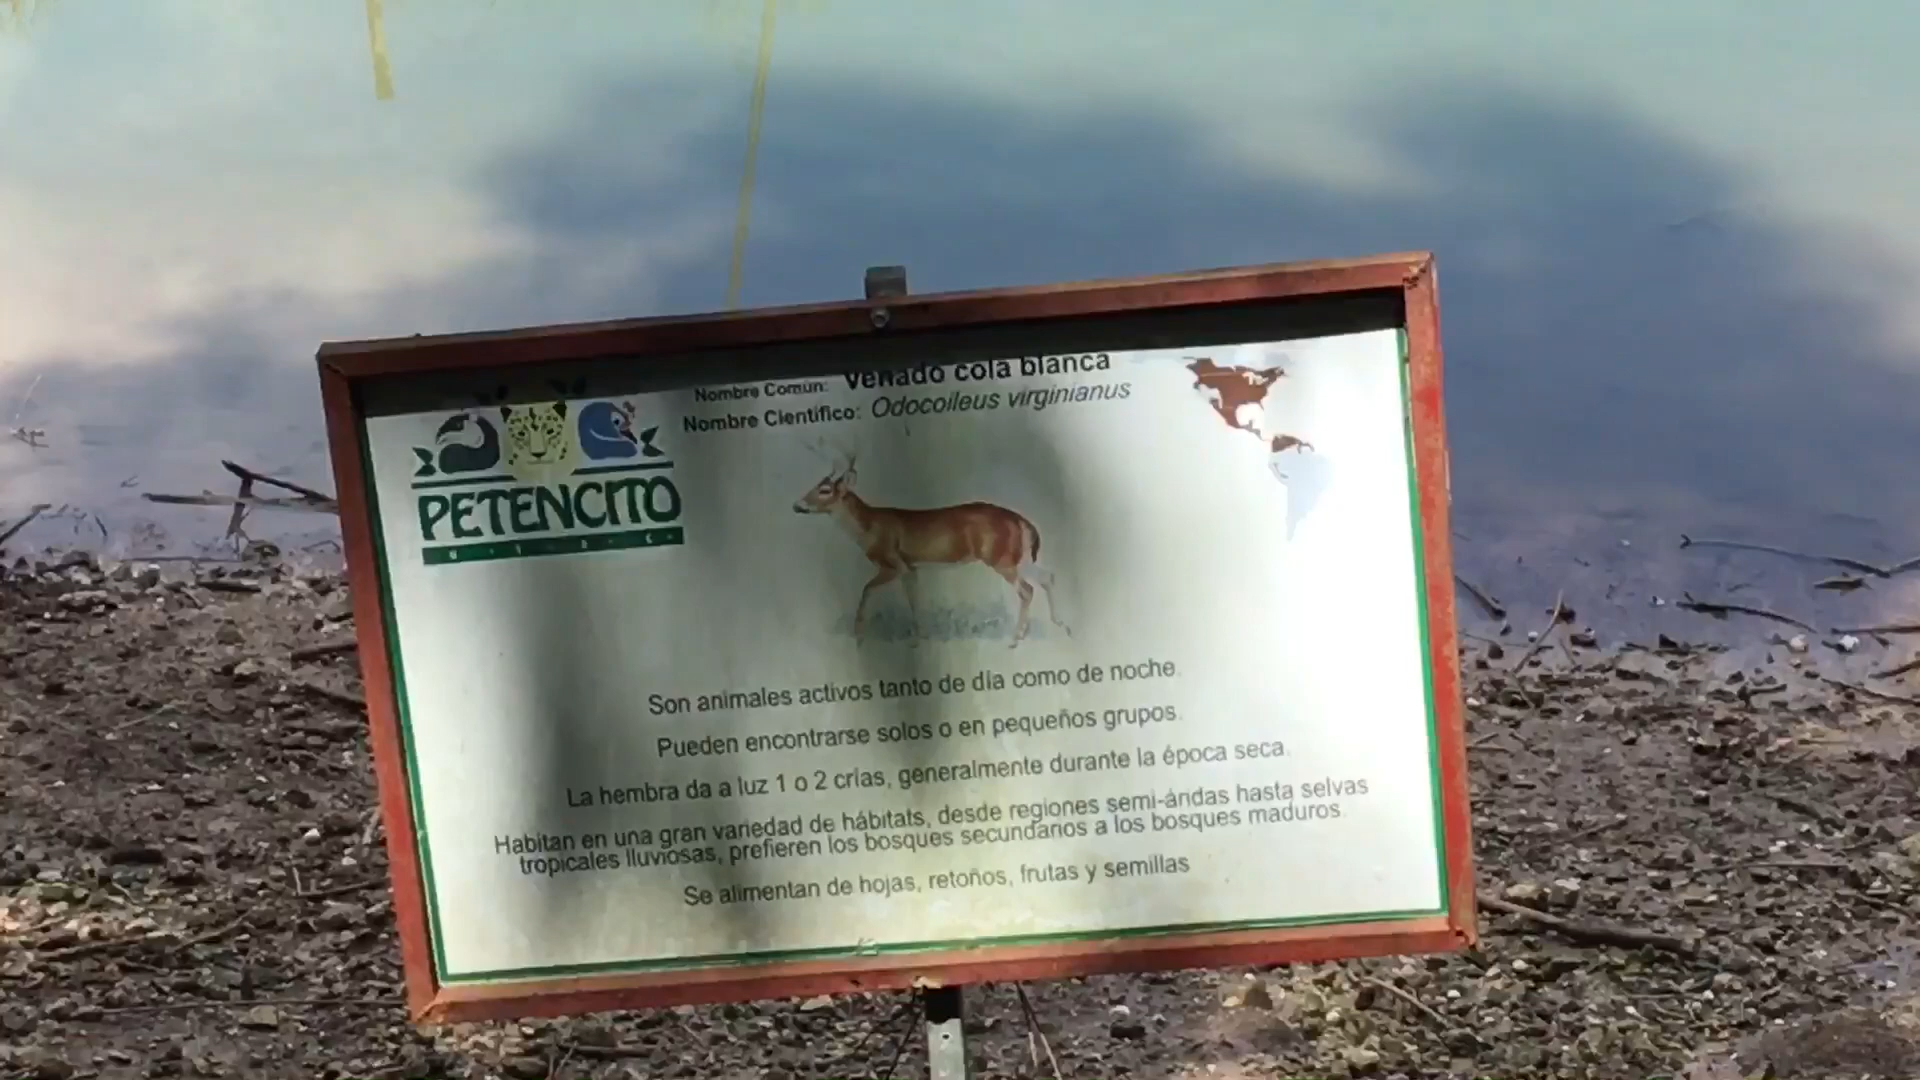 Nombre Común: Venado cola blanca
Nombre Científico: Odocoileus virginianus
PETENCITO
Son animales activos tanto de día como de noche.
Pueden encontrarse solos o en pequeños grupos.
La hembra da a luz 1 o 2 crías, generalmente durante la época seca.
Habitan en una gran variedad de hábitats, desde regiones semi-áridas hasta selvas
tropicales lluviosas, prefieren los bosques secundarios a los bosques maduros.
Se alimentan de hojas, retoños, frutas y semillas